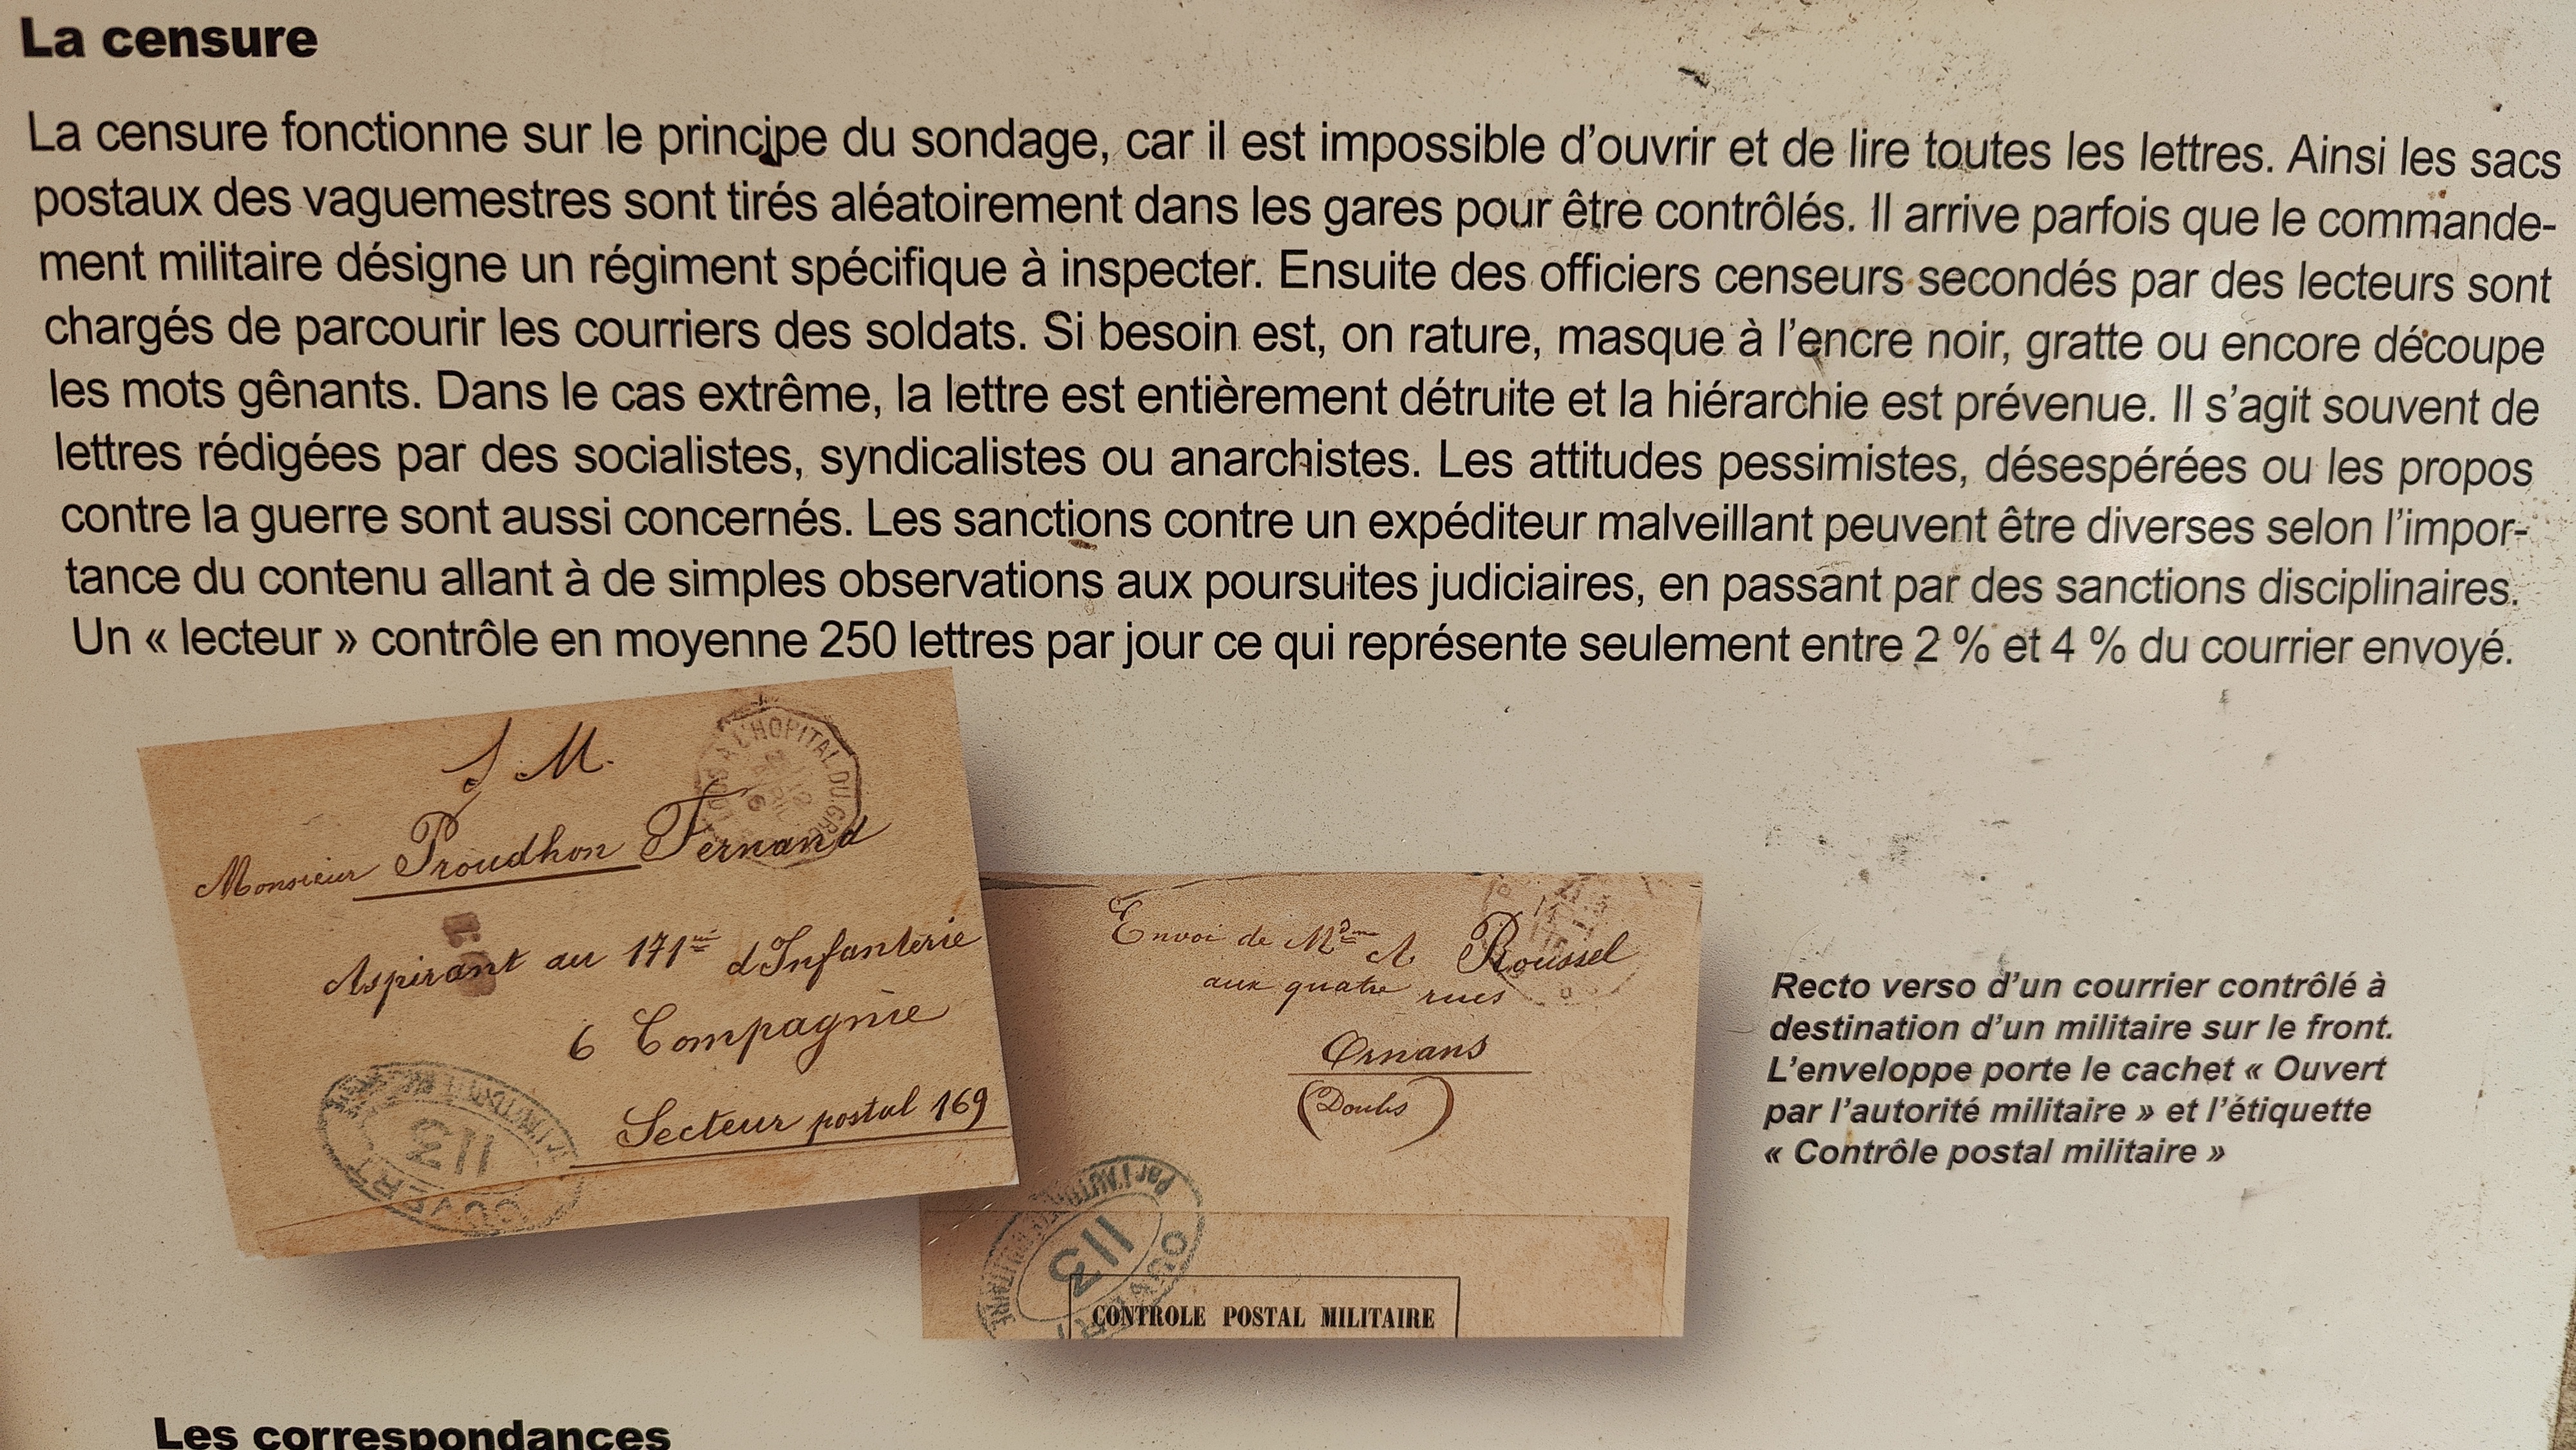 La censure
La censure fonctionne sur le principe du sondage, car il est impossible d'ouvrir et de lire toutes les lettres. Ainsi les sacs
postaux des vaguemestres sont tirés aléatoirement dans les gares pour être contrôlés. Il arrive parfois que le commande-
ment militaire désigne un régiment spécifique à inspecter. Ensuite des officiers censeurs secondés par des lecteurs sont
chargés de parcourir les courriers des soldats. Si besoin est, on rature, masque à l'encre noir, gratte ou encore découpe
les mots gênants. Dans le cas extrême, la lettre est entièrement détruite et la hiérarchie est prévenue. Il s'agit souvent de
lettres rédigées par des socialistes, syndicalistes ou anarchistes. Les attitudes pessimistes, désespérées ou les propos
contre la guerre sont aussi concernés. Les sanctions contre un expéditeur malveillant peuvent être diverses selon l'impor-
tance du contenu allant à de simples observations aux poursuites judiciaires, en passant par des sanctions disciplinaires.
Un « lecteur » contrôle en moyenne 250 lettres par jour ce qui représente seulement entre 2 % et 4 % du courrier envoyé.
M.
A L'HOPITAL DU
Monsieur Proudhon Fernand
Aspirant au 171me d'Infanterie
6 Compagnie
Secteur postal 169
OUVERT
113
Envoi de Mme A. Roussel
aux quatre rues
Ornans
(Doubs)
Par l'AUTORITÉ MILITAIRE
113
OUVERT
CONTROLE POSTAL MILITAIRE
Recto verso d'un courrier contrôlé à
destination d'un militaire sur le front.
L'enveloppe porte le cachet « Ouvert
par l'autorité militaire » et l'étiquette
« Contrôle postal militaire »
Les correspondances